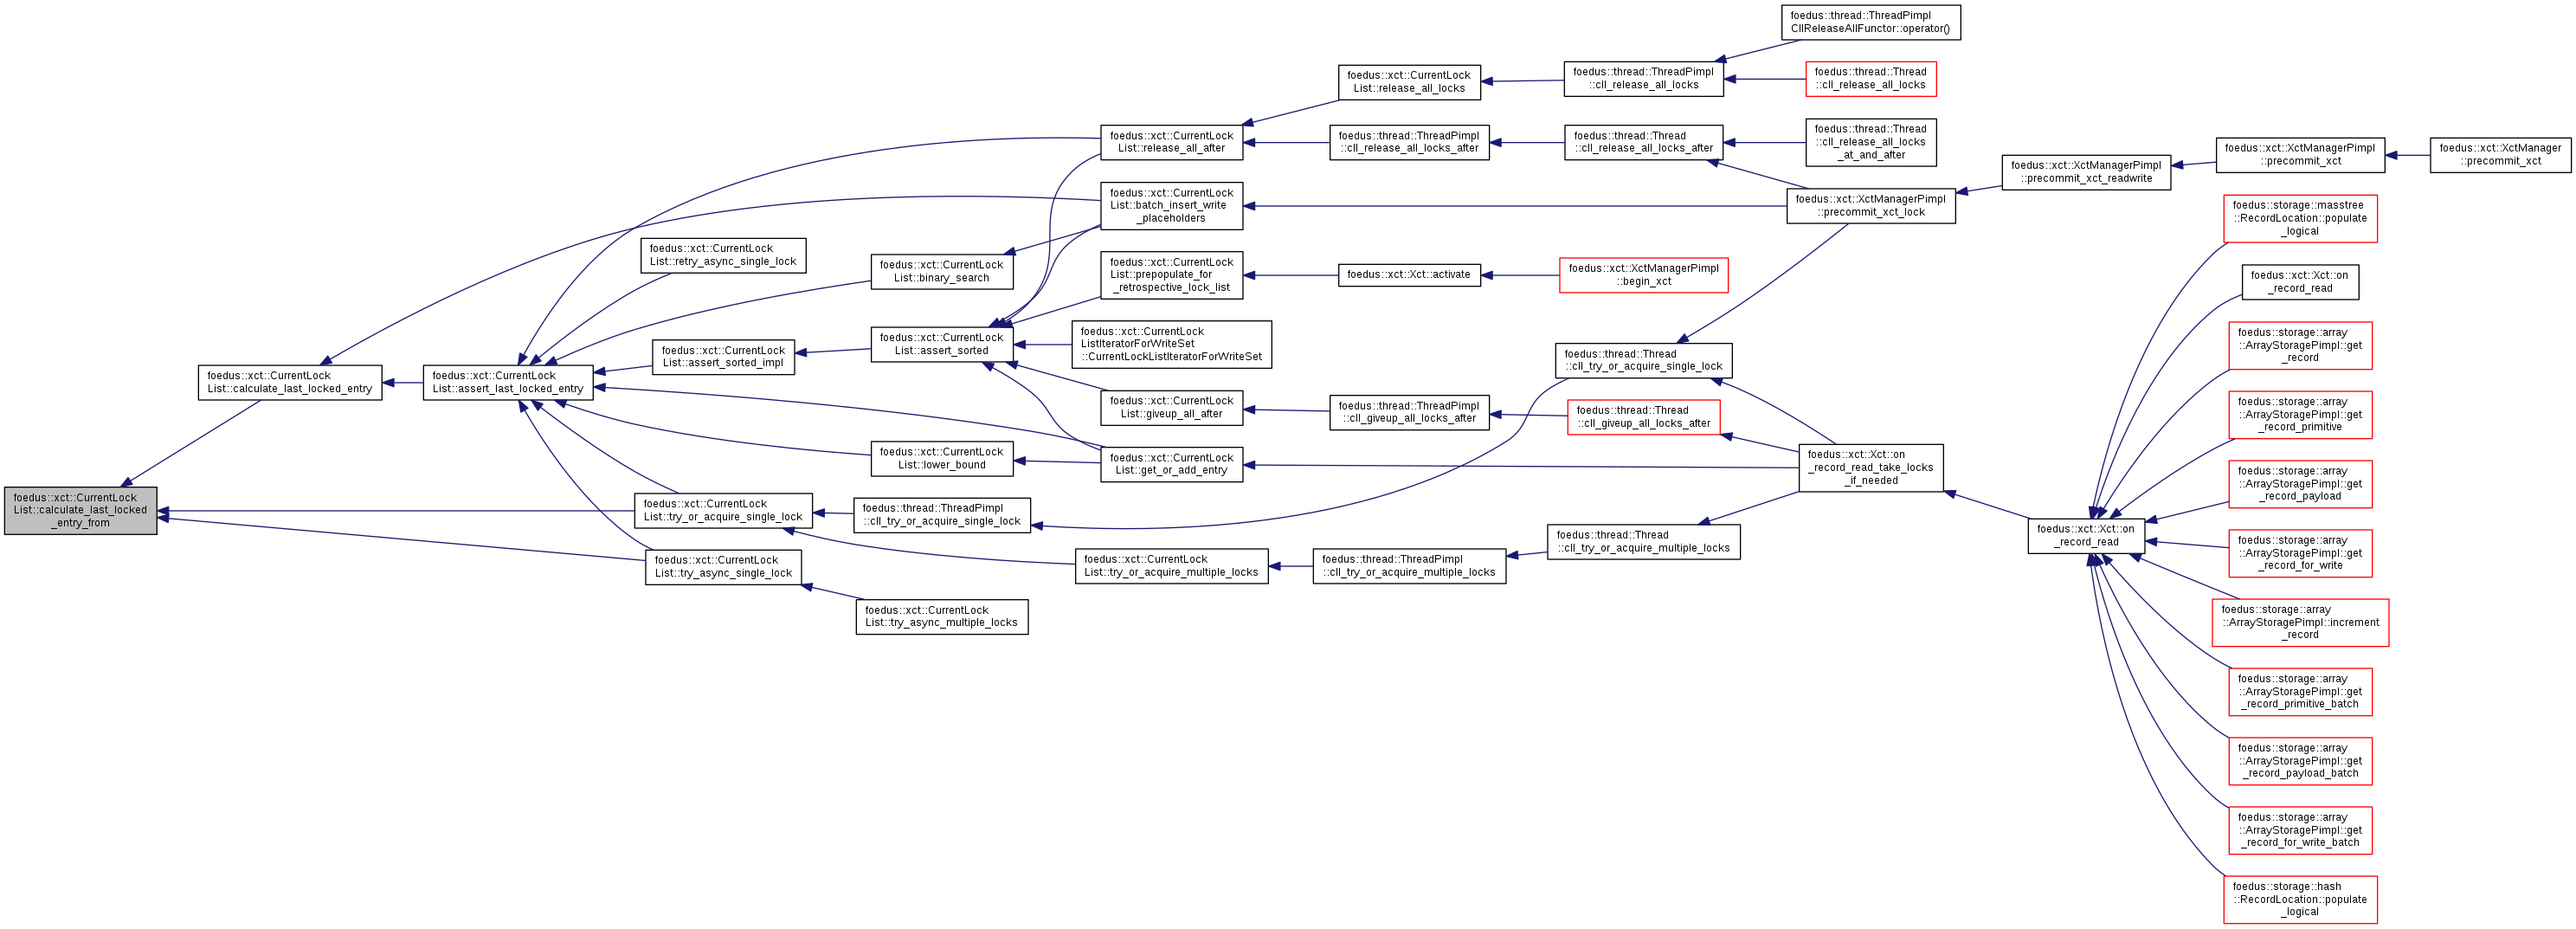 foedus::xct::CurrentLock
List::calculate_last_locked
_entry_from
foedus::xct::CurrentLock
List::calculate_last_locked_entry
foedus::xct::CurrentLock
List::assert_last_locked_entry
foedus::xct::CurrentLock
List::retry_async_single_lock
foedus::xct::CurrentLock
List::assert_sorted_impl
foedus::xct::CurrentLock
List::try_or_acquire_single_lock
foedus::xct::CurrentLock
List::try_async_single_lock
foedus::xct::CurrentLock
List::binary_search
foedus::xct::CurrentLock
List::assert_sorted
foedus::xct::CurrentLock
List::lower_bound
foedus::thread::ThreadPimpl
::cll_try_or_acquire_single_lock
foedus::xct::CurrentLock
List::try_async_multiple_locks
foedus::xct::CurrentLock
List::release_all_after
foedus::xct::CurrentLock
List::batch_insert_write
_placeholders
foedus::xct::CurrentLock
List::prepopulate_for
_retrospective_lock_list
foedus::xct::CurrentLock
ListIteratorForWriteSet
::CurrentLockListIteratorForWriteSet
foedus::xct::CurrentLock
List::giveup_all_after
foedus::xct::CurrentLock
List::get_or_add_entry
foedus::xct::CurrentLock
List::try_or_acquire_multiple_locks
foedus::xct::CurrentLock
List::release_all_locks
foedus::thread::ThreadPimpl
::cll_release_all_locks_after
foedus::xct::Xct::activate
foedus::thread::ThreadPimpl
::cll_giveup_all_locks_after
foedus::thread::ThreadPimpl
::cll_try_or_acquire_multiple_locks
foedus::thread::ThreadPimpl
::cll_release_all_locks
foedus::thread::Thread
::cll_release_all_locks_after
foedus::xct::XctManagerPimpl
::begin_xct
foedus::thread::Thread
::cll_try_or_acquire_single_lock
foedus::thread::Thread
::cll_giveup_all_locks_after
foedus::thread::Thread
::cll_try_or_acquire_multiple_locks
foedus::thread::ThreadPimpl
CllReleaseAllFunctor::operator()
foedus::thread::Thread
::cll_release_all_locks
foedus::thread::Thread
::cll_release_all_locks
_at_and_after
foedus::xct::XctManagerPimpl
::precommit_xct_lock
foedus::xct::Xct::on
_record_read_take_locks
_if_needed
foedus::xct::XctManagerPimpl
::precommit_xct_readwrite
foedus::xct::Xct::on
_record_read
foedus::xct::XctManagerPimpl
::precommit_xct
foedus::xct::XctManager
::precommit_xct
foedus::storage::masstree
::RecordLocation::populate
_logical
foedus::xct::Xct::on
_record_read
foedus::storage::array
::ArrayStoragePimpl::get
_record
foedus::storage::array
::ArrayStoragePimpl::get
_record_primitive
foedus::storage::array
::ArrayStoragePimpl::get
_record_payload
foedus::storage::array
::ArrayStoragePimpl::get
_record_for_write
foedus::storage::array
::ArrayStoragePimpl::increment
_record
foedus::storage::array
::ArrayStoragePimpl::get
_record_primitive_batch
foedus::storage::array
::ArrayStoragePimpl::get
_record_payload_batch
foedus::storage::array
::ArrayStoragePimpl::get
_record_for_write_batch
foedus::storage::hash
::RecordLocation::populate
_logical